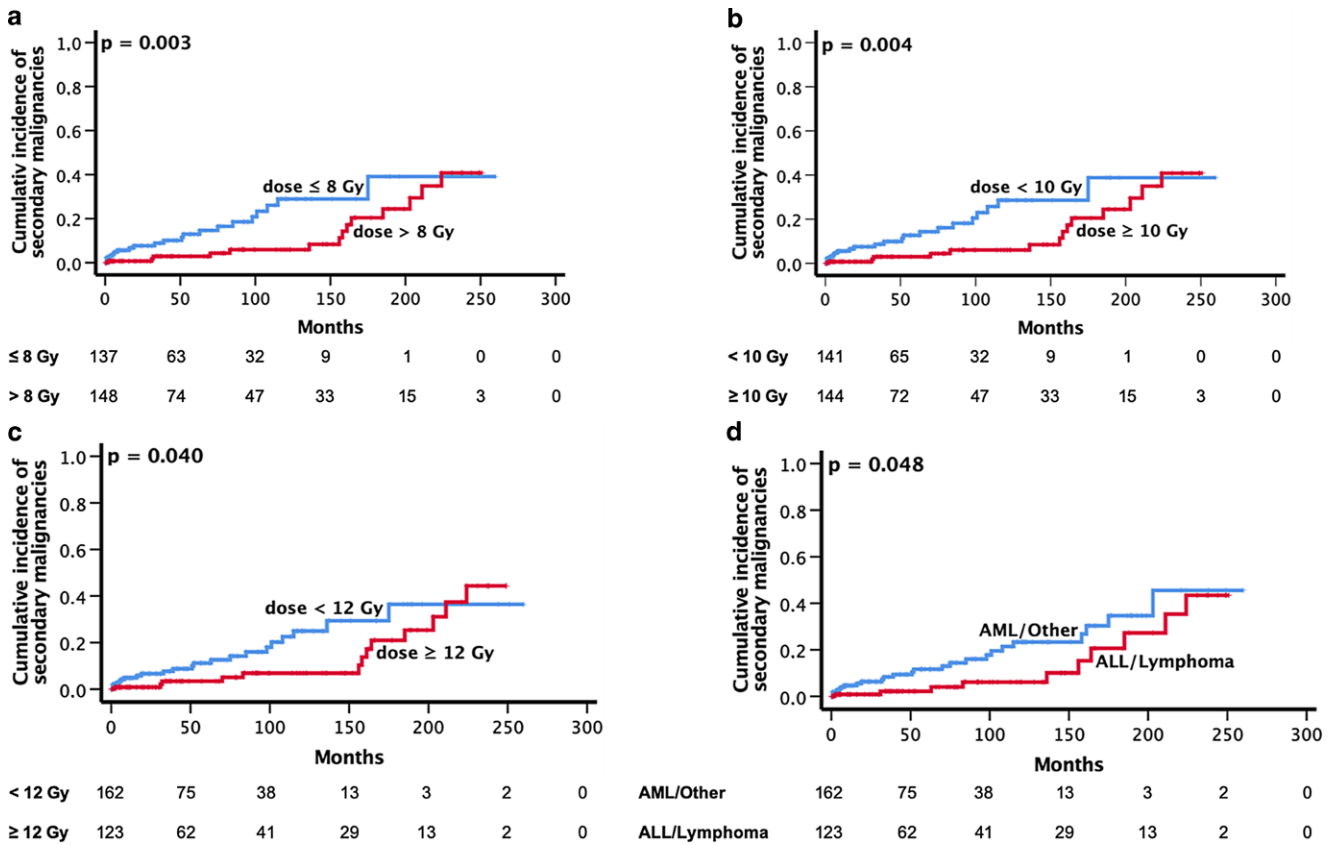 a
p = 0.003
Cumulativ incidence of
secondary malignancies
1.0
0.8
0.6
0.4
0.2
0.0
dose ≤ 8 Gy
dose > 8 Gy
0 50 100 150 200 250 300
Months
≤ 8 Gy 137 63 32 9 1 0 0
> 8 Gy 148 74 47 33 15 3 0
b
p = 0.004
Cumulative incidence of
secondary malignancies
1.0
0.8
0.6
0.4
0.2
0.0
dose < 10 Gy
dose ≥ 10 Gy
0 50 100 150 200 250 300
Months
< 10 Gy 141 65 32 9 1 0 0
≥ 10 Gy 144 72 47 33 15 3 0
c
p = 0.040
Cumulative incidence of
secondary malignancies
1.0
0.8
0.6
0.4
0.2
0.0
dose < 12 Gy
dose ≥ 12 Gy
0 50 100 150 200 250 300
Months
< 12 Gy 162 75 38 13 3 2 0
≥ 12 Gy 123 62 41 29 13 2 0
d
p = 0.048
Cumulative incidence of
secondary malignancies
1.0
0.8
0.6
0.4
0.2
0.0
AML/Other
ALL/Lymphoma
0 50 100 150 200 250 300
Months
AML/Other 162 75 38 13 3 2 0
ALL/Lymphoma 123 62 41 29 13 2 0